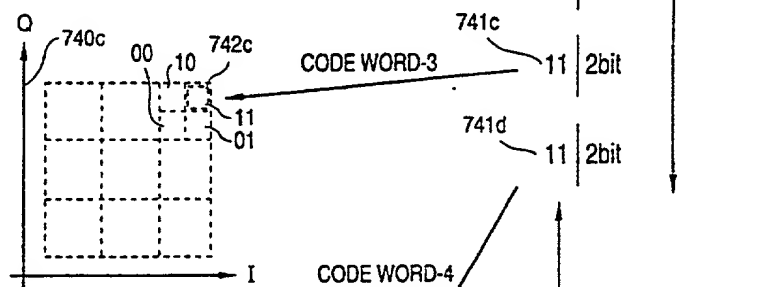 Q
740c
00
10
742c
11
01
I
CODE WORD-3
741c
11 2bit
741d
11 2bit
CODE WORD-4